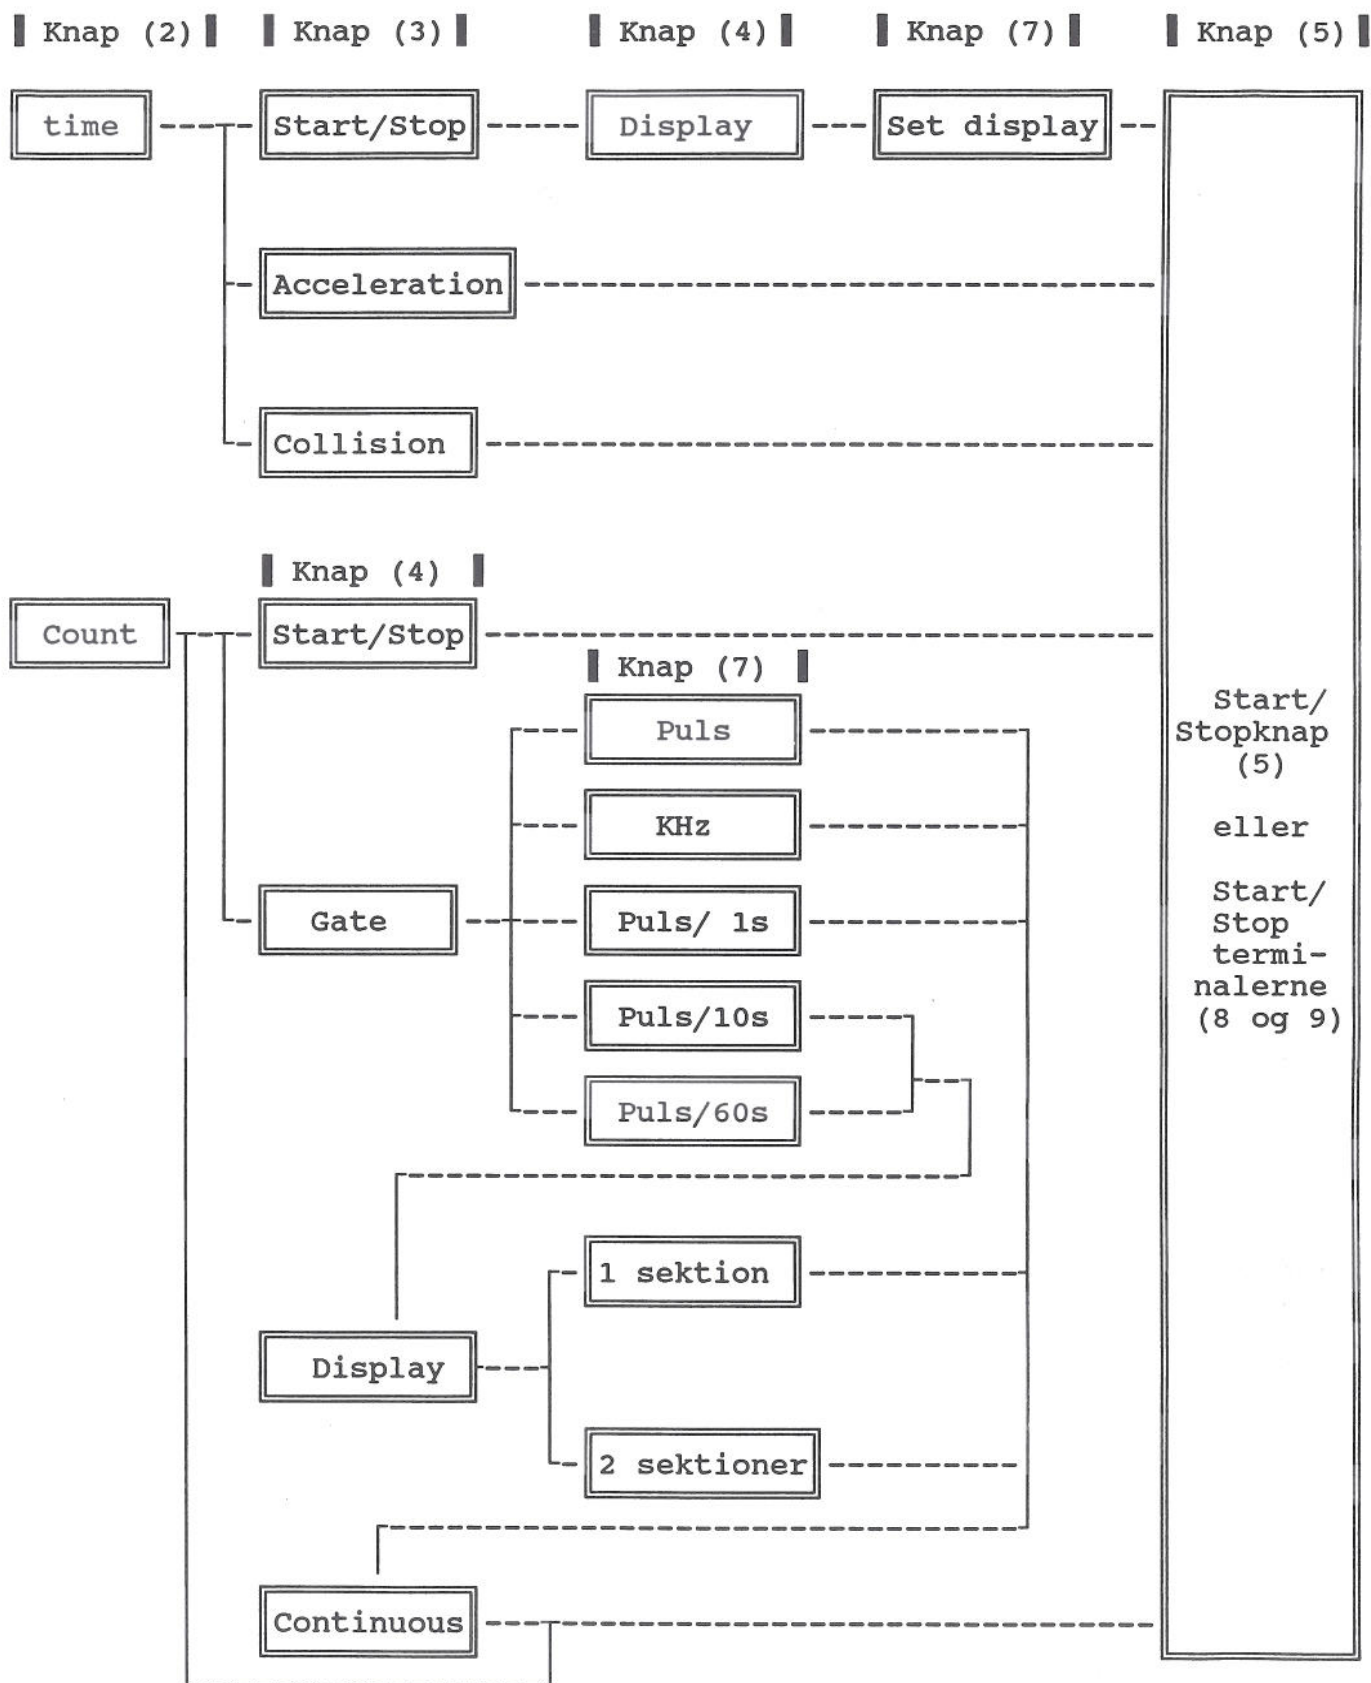 Knap (2) Knap (3) Knap (4) Knap (7) Knap (5)
time Start/Stop Display Set display
Acceleration
Collision
Knap (4)
Count Start/Stop
Knap (7)
Puls
KHz
Gate Puls/ 1s
Puls/10s
Puls/60s
1 sektion
Display
2 sektioner
Continuous
Start/
Stopknap
(5)
eller
Start/
Stop
termi-
nalerne
(8 og 9)